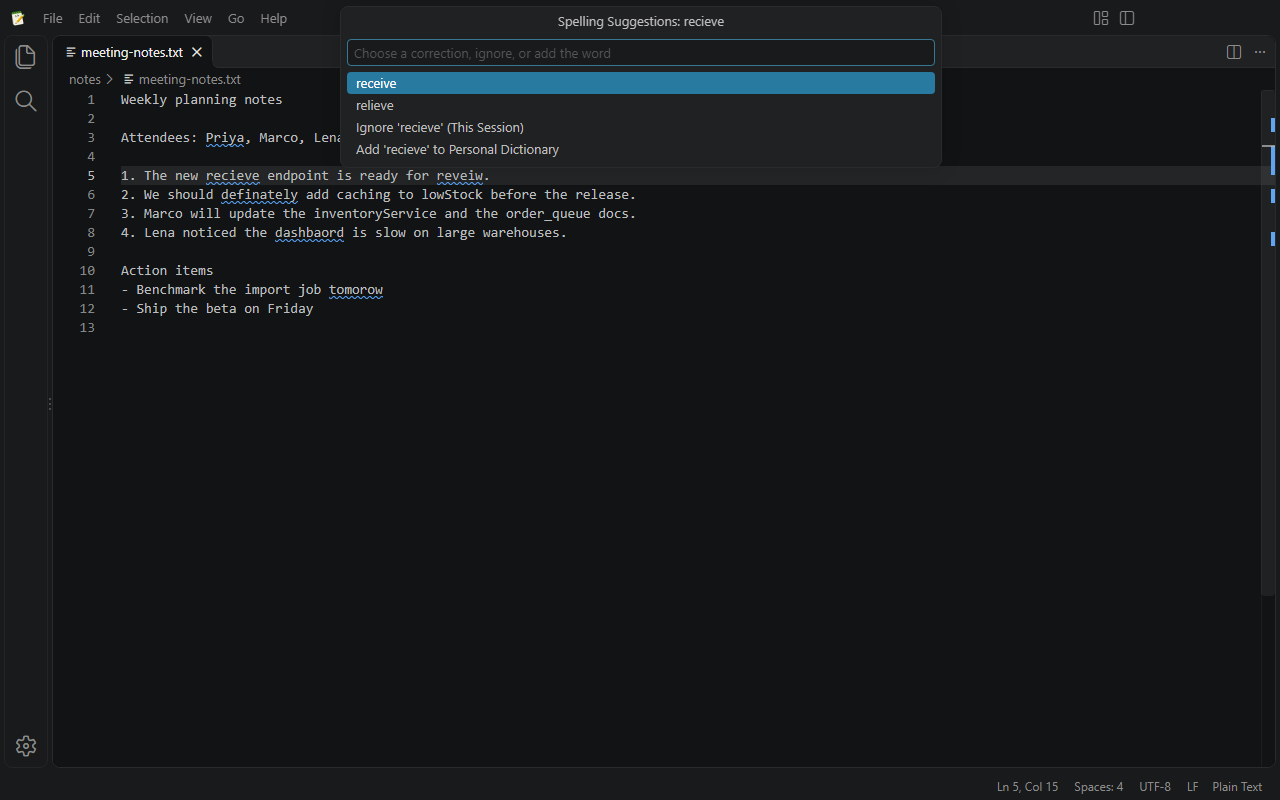 File Edit Selection View Go Help
Spelling Suggestions: recieve
Choose a correction, ignore, or add the word
receive
relieve
Ignore 'recieve' (This Session)
Add 'recieve' to Personal Dictionary
meeting-notes.txt
notes > meeting-notes.txt
1 Weekly planning notes
2
3 Attendees: Priya, Marco, Lena
4
5 1. The new recieve endpoint is ready for reveiw.
6 2. We should definately add caching to lowStock before the release.
7 3. Marco will update the inventoryService and the order_queue docs.
8 4. Lena noticed the dashbaord is slow on large warehouses.
9
10 Action items
11 - Benchmark the import job tomorow
12 - Ship the beta on Friday
13
Ln 5, Col 15 Spaces: 4 UTF-8 LF Plain Text